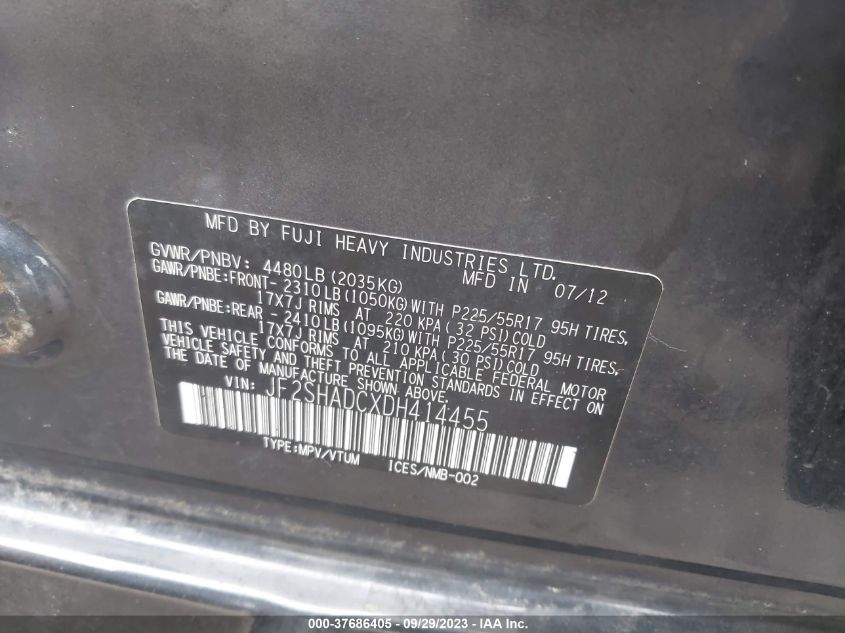 MFD BY FUJI HEAVY INDUSTRIES LTD.
GVWR/PNBV: 4480LB (2035KG) MFD IN 07/12
GAWR/PNBE:FRONT- 2310LB (1050KG) WITH P225/55R17 95H TIRES,
17X7J RIMS AT 220 KPA ( 32 PSI) COLD
GAWR/PNBE:REAR - 2410LB (1095KG) WITH P225/55R17 95H TIRES,
17X7J RIMS AT 210 KPA ( 30 PSI) COLD
THIS VEHICLE CONFORMS TO ALL APPLICABLE FEDERAL MOTOR
VEHICLE SAFETY AND THEFT PREVENTION STANDARDS IN EFFECT ON
THE DATE OF MANUFACTURE SHOWN ABOVE.
VIN: JF2SHADCXDH414455
TYPE:MPV/VTUM ICES/NMB-002
000-37686405 - 09/29/2023 - IAA Inc.